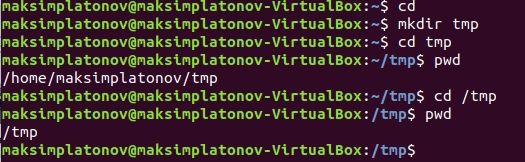 maksimplatonov@maksimplatonov-VirtualBox:~$ cd
maksimplatonov@maksimplatonov-VirtualBox:~$ mkdir tmp
maksimplatonov@maksimplatonov-VirtualBox:~$ cd tmp
maksimplatonov@maksimplatonov-VirtualBox:~/tmp$ pwd
/home/maksimplatonov/tmp
maksimplatonov@maksimplatonov-VirtualBox:~/tmp$ cd /tmp
maksimplatonov@maksimplatonov-VirtualBox:/tmp$ pwd
/tmp
maksimplatonov@maksimplatonov-VirtualBox:/tmp$